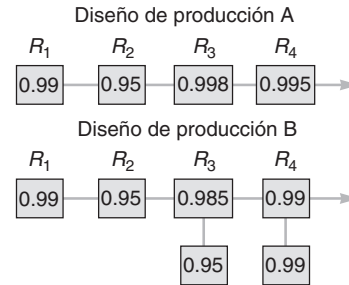 Diseño de producción A
R1 R2 R3 R4
0.99 0.95 0.998 0.995
Diseño de producción B
R1 R2 R3 R4
0.99 0.95 0.985 0.99
0.95 0.99